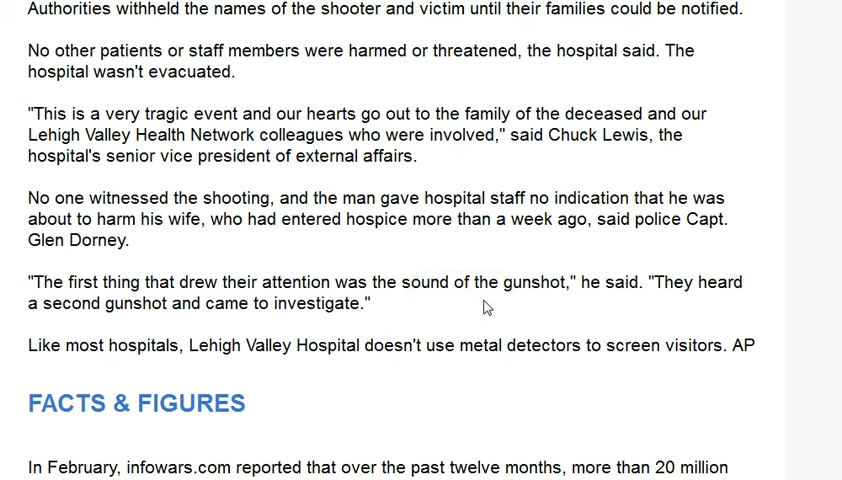 Authorities withheld the names of the shooter and victim until their families could be notified.
No other patients or staff members were harmed or threatened, the hospital said. The
hospital wasn't evacuated.
"This is a very tragic event and our hearts go out to the family of the deceased and our
Lehigh Valley Health Network colleagues who were involved," said Chuck Lewis, the
hospital's senior vice president of external affairs.
No one witnessed the shooting, and the man gave hospital staff no indication that he was
about to harm his wife, who had entered hospice more than a week ago, said police Capt.
Glen Dorney.
"The first thing that drew their attention was the sound of the gunshot," he said. "They heard
a second gunshot and came to investigate."
Like most hospitals, Lehigh Valley Hospital doesn't use metal detectors to screen visitors. AP
FACTS & FIGURES
In February, infowars.com reported that over the past twelve months, more than 20 million